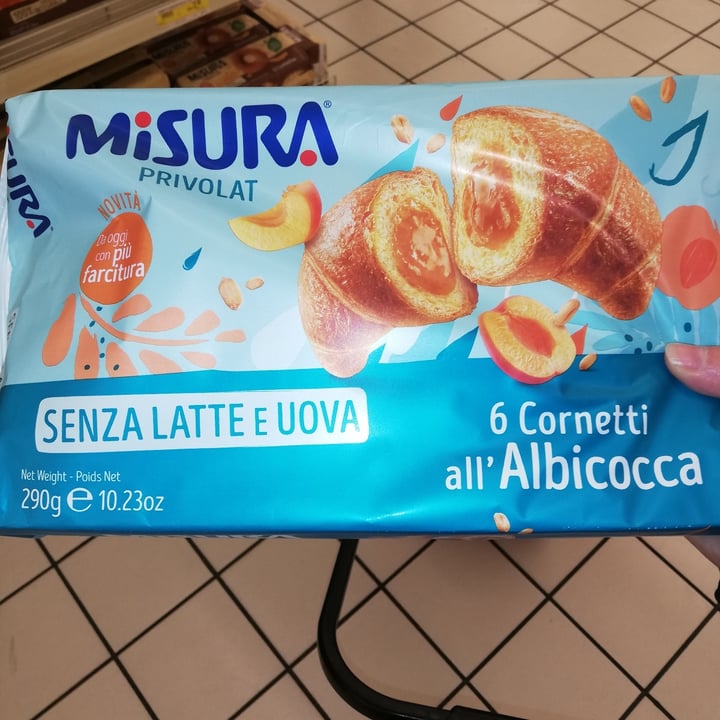 MiSURA®
PRIVOLAT
NOVITÀ
Da oggi
con più
farcitura
SENZA LATTE E UOVA
6 Cornetti
all'Albicocca
Net Weight - Poids Net
290g e 10.23oz